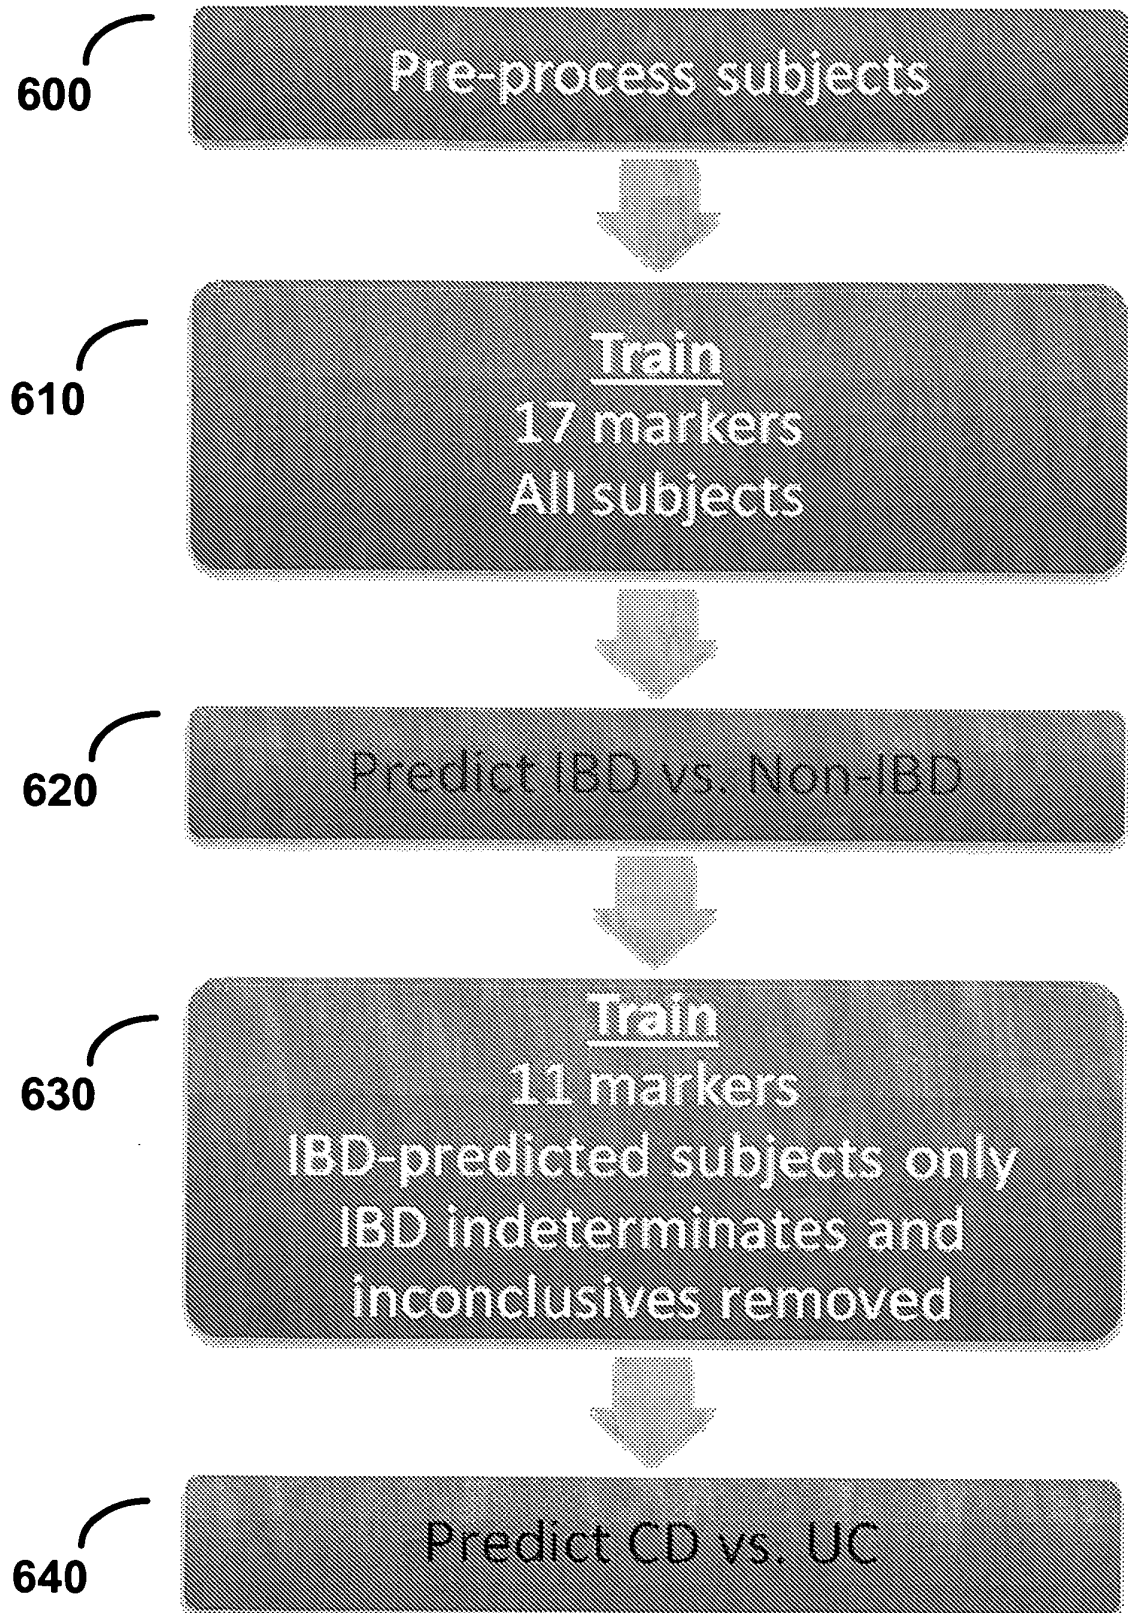 600
Pre-process subjects
610
Train
17 markers
All subjects
620
Predict IBD vs. Non-IBD
630
Train
11 markers
IBD-predicted subjects only
IBD indeterminates and
inconclusives removed
640
Predict CD vs. UC